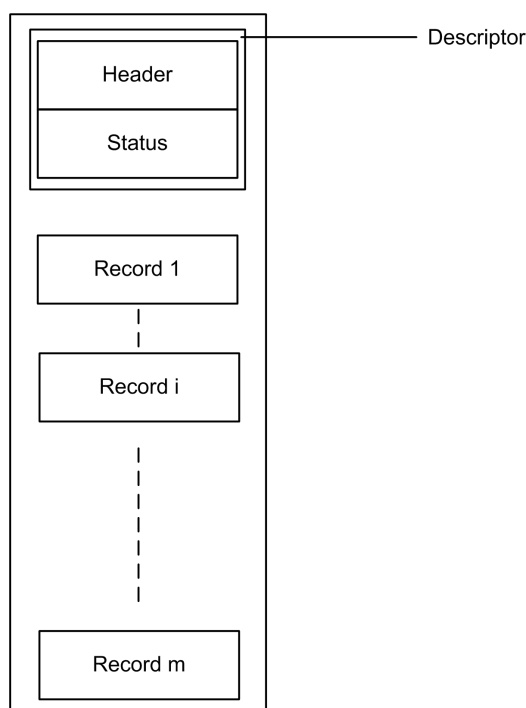 Descriptor
Header
Status
Record 1
Record i
Record m